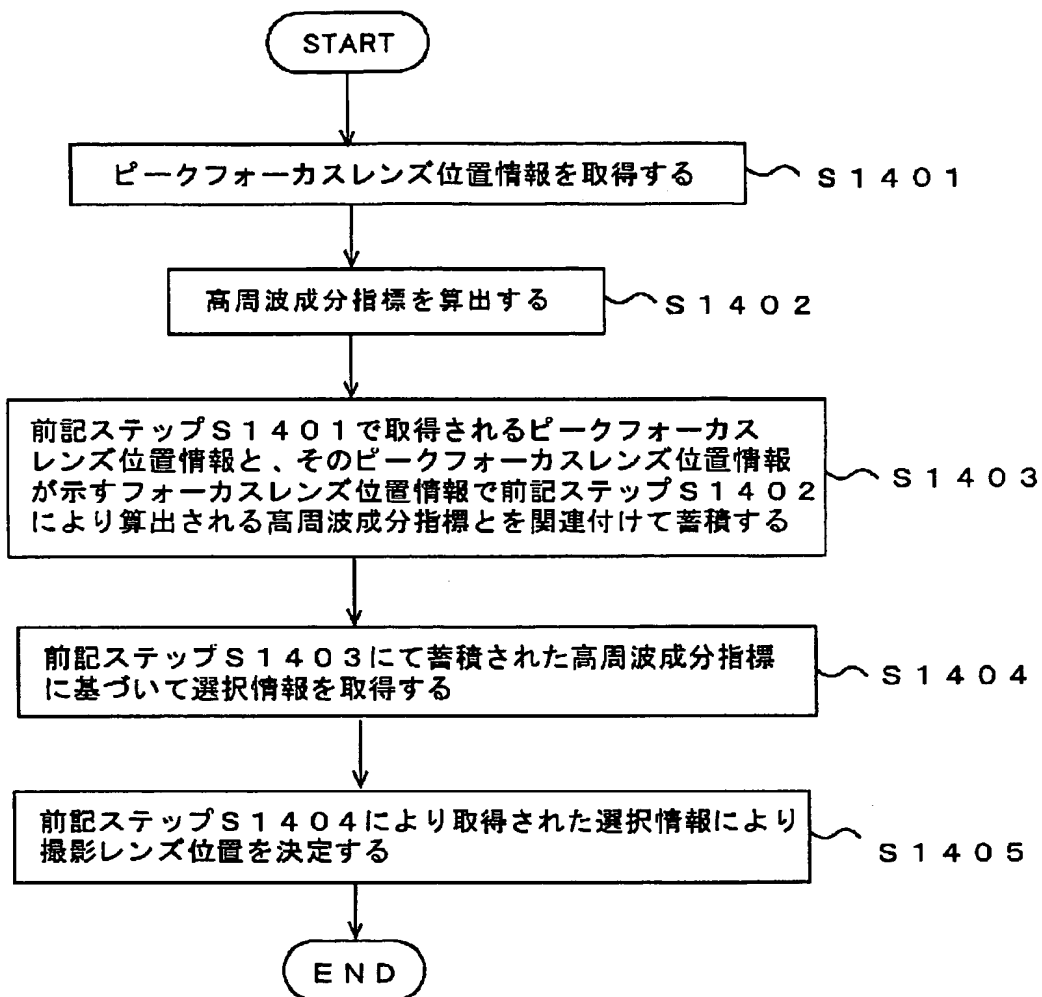 START
ピークフォーカスレンズ位置情報を取得する
S1401
高周波成分指標を算出する
S1402
前記ステップS1401で取得されるピークフォーカス
レンズ位置情報と、そのピークフォーカスレンズ位置情報
が示すフォーカスレンズ位置情報で前記ステップS1402
により算出される高周波成分指標とを関連付けて蓄積する
S1403
前記ステップS1403にて蓄積された高周波成分指標
に基づいて選択情報を取得する
S1404
前記ステップS1404により取得された選択情報により
撮影レンズ位置を決定する
S1405
END